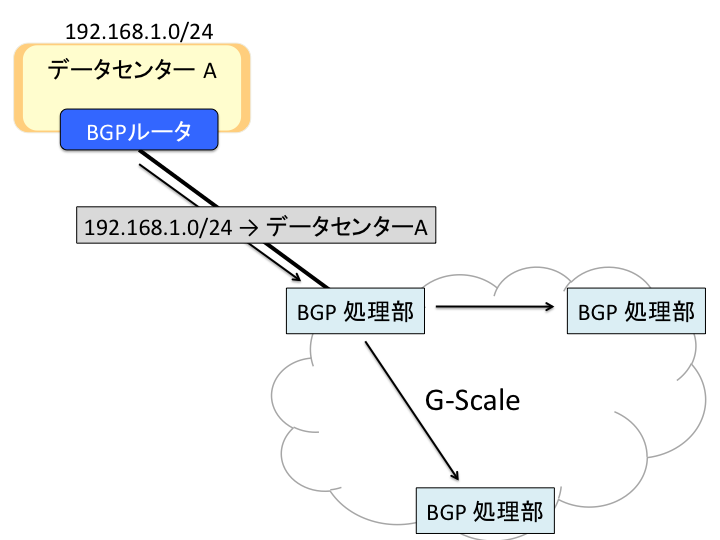 192.168.1.0/24
データセンター A
BGPルータ
192.168.1.0/24 → データセンターA
BGP 処理部
BGP 処理部
G-Scale
BGP 処理部